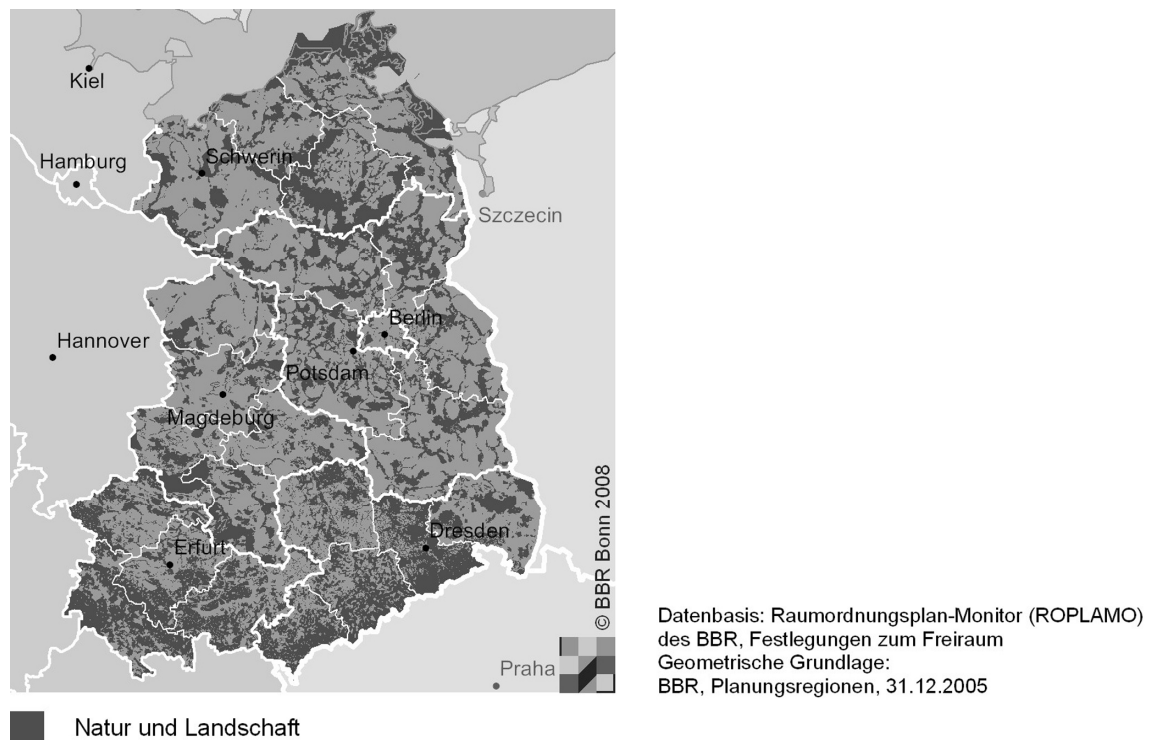 Kiel
Hamburg
Schwerin
Szczecin
Hannover
Berlin
Potsdam
Magdeburg
Dresden
Erfurt
Praha
© BBR Bonn 2008
Datenbasis: Raumordnungsplan-Monitor (ROPLAMO)
des BBR, Festlegungen zum Freiraum
Geometrische Grundlage:
BBR, Planungsregionen, 31.12.2005
Natur und Landschaft